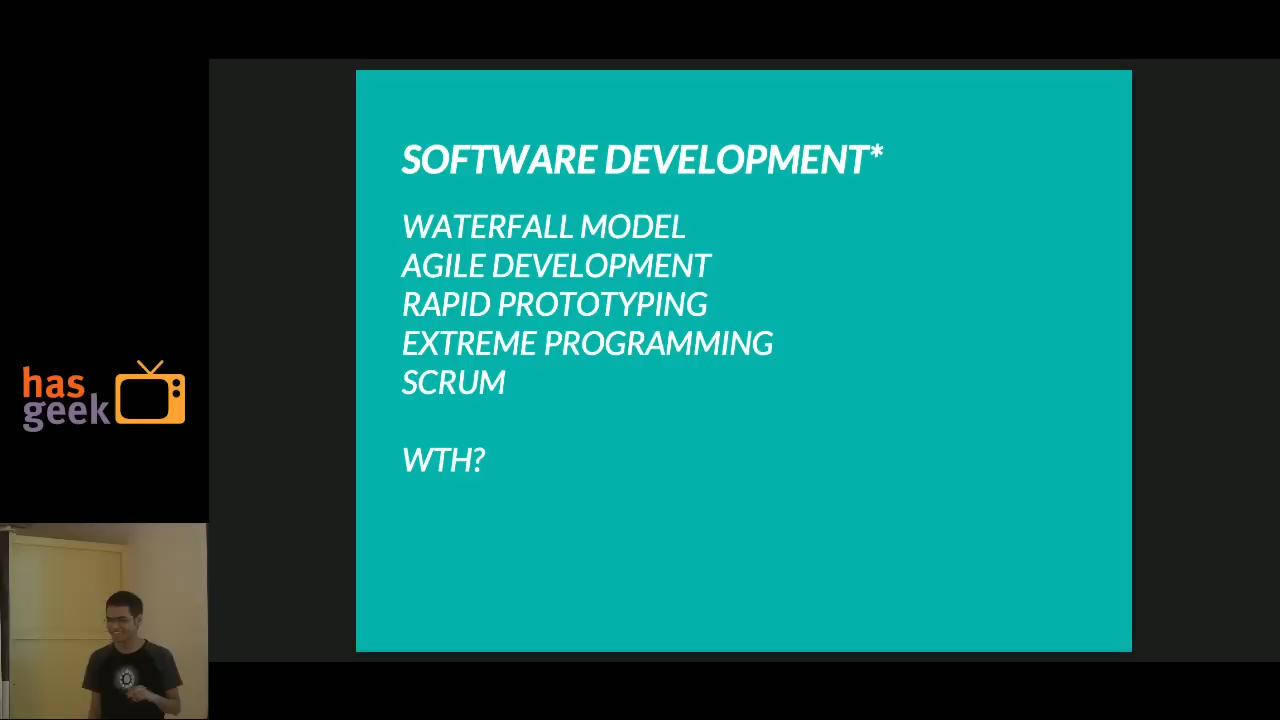 SOFTWARE DEVELOPMENT*
WATERFALL MODEL
AGILE DEVELOPMENT
RAPID PROTOTYPING
EXTREME PROGRAMMING
SCRUM
WTH?
has
geek